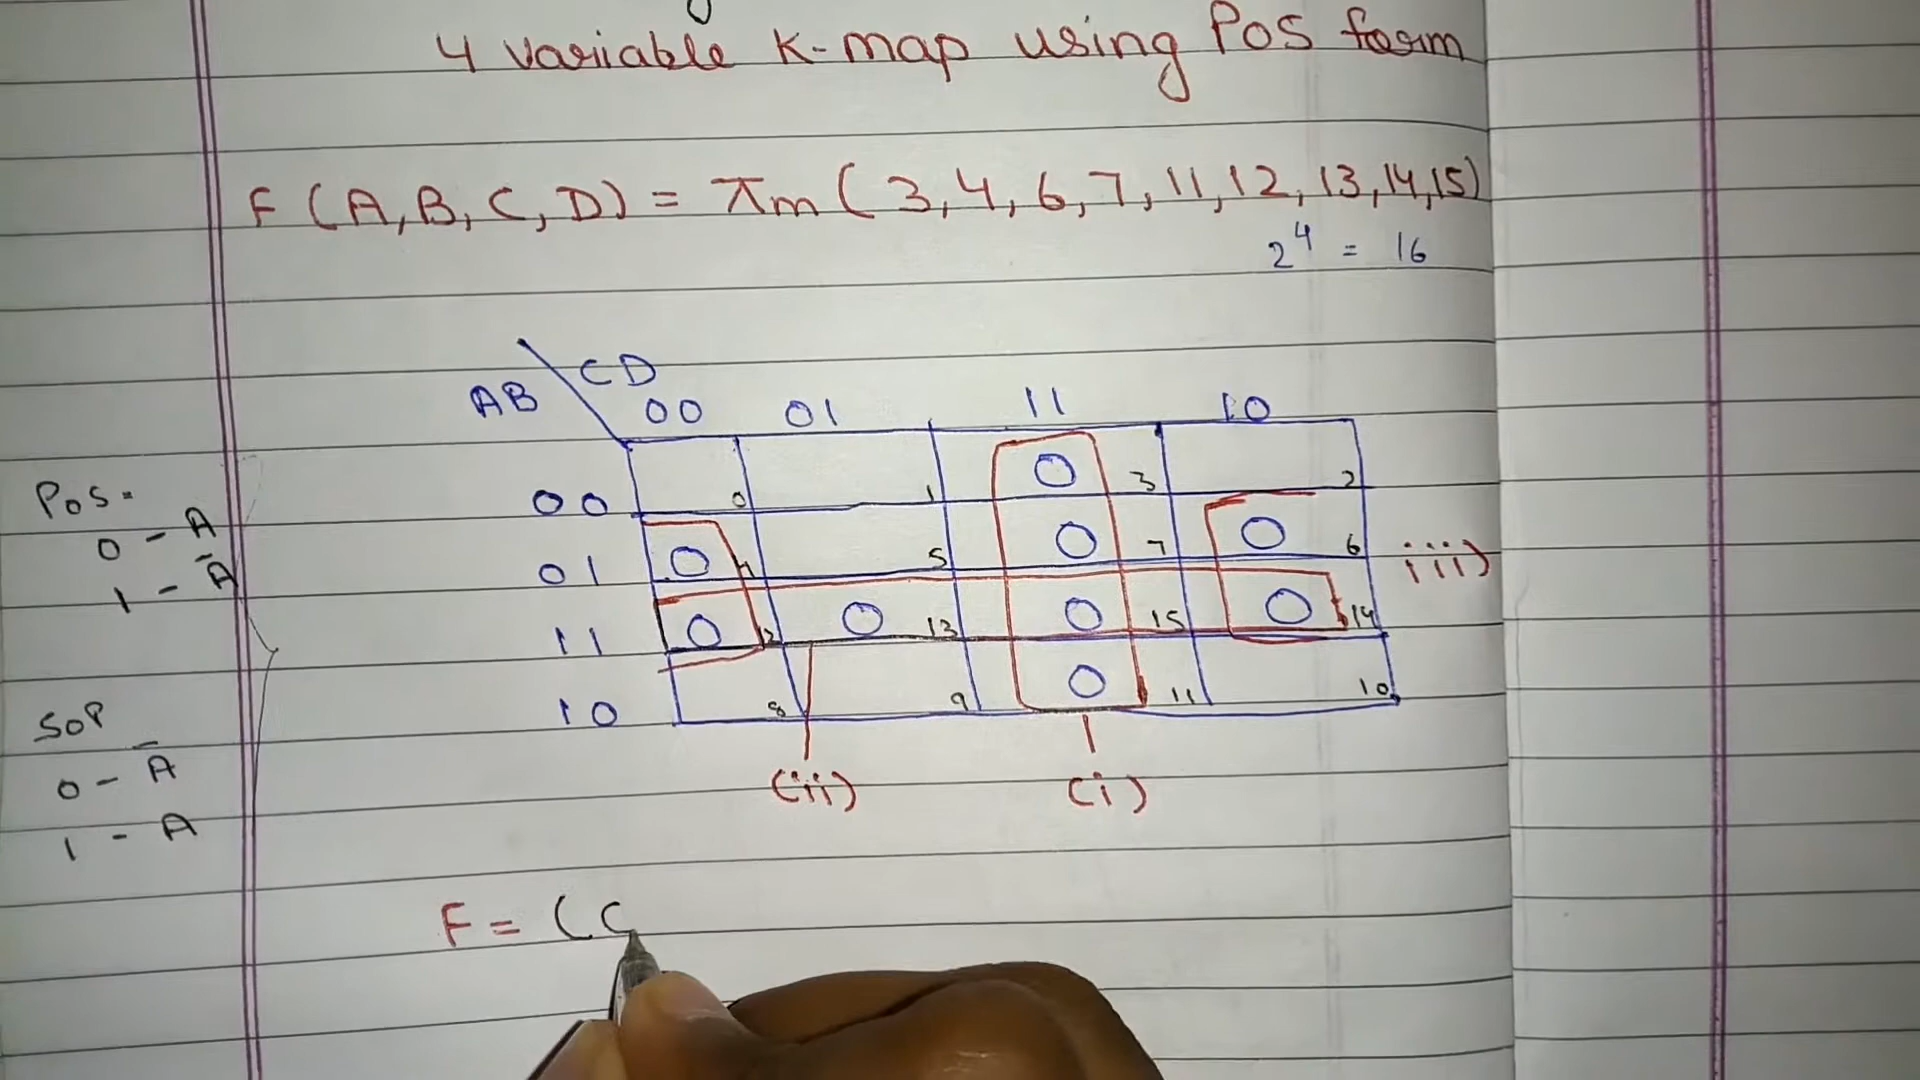 4 variable K-map using Pos form
F (A, B, C, D) = πm ( 3, 4, 6, 7, 11, 12, 13, 14, 15)
2⁴ = 16
AB CD
00 01 11 10
00 0 1 0 3 2
01 0 4 5 0 7 0 6 iii)
11 0 12 0 13 0 15 0 14
10 8 9 0 11 10
(ii) (i)
Pos -
0 - A
1 - Ā
SOP
0 - Ā
1 - A
F = ( C